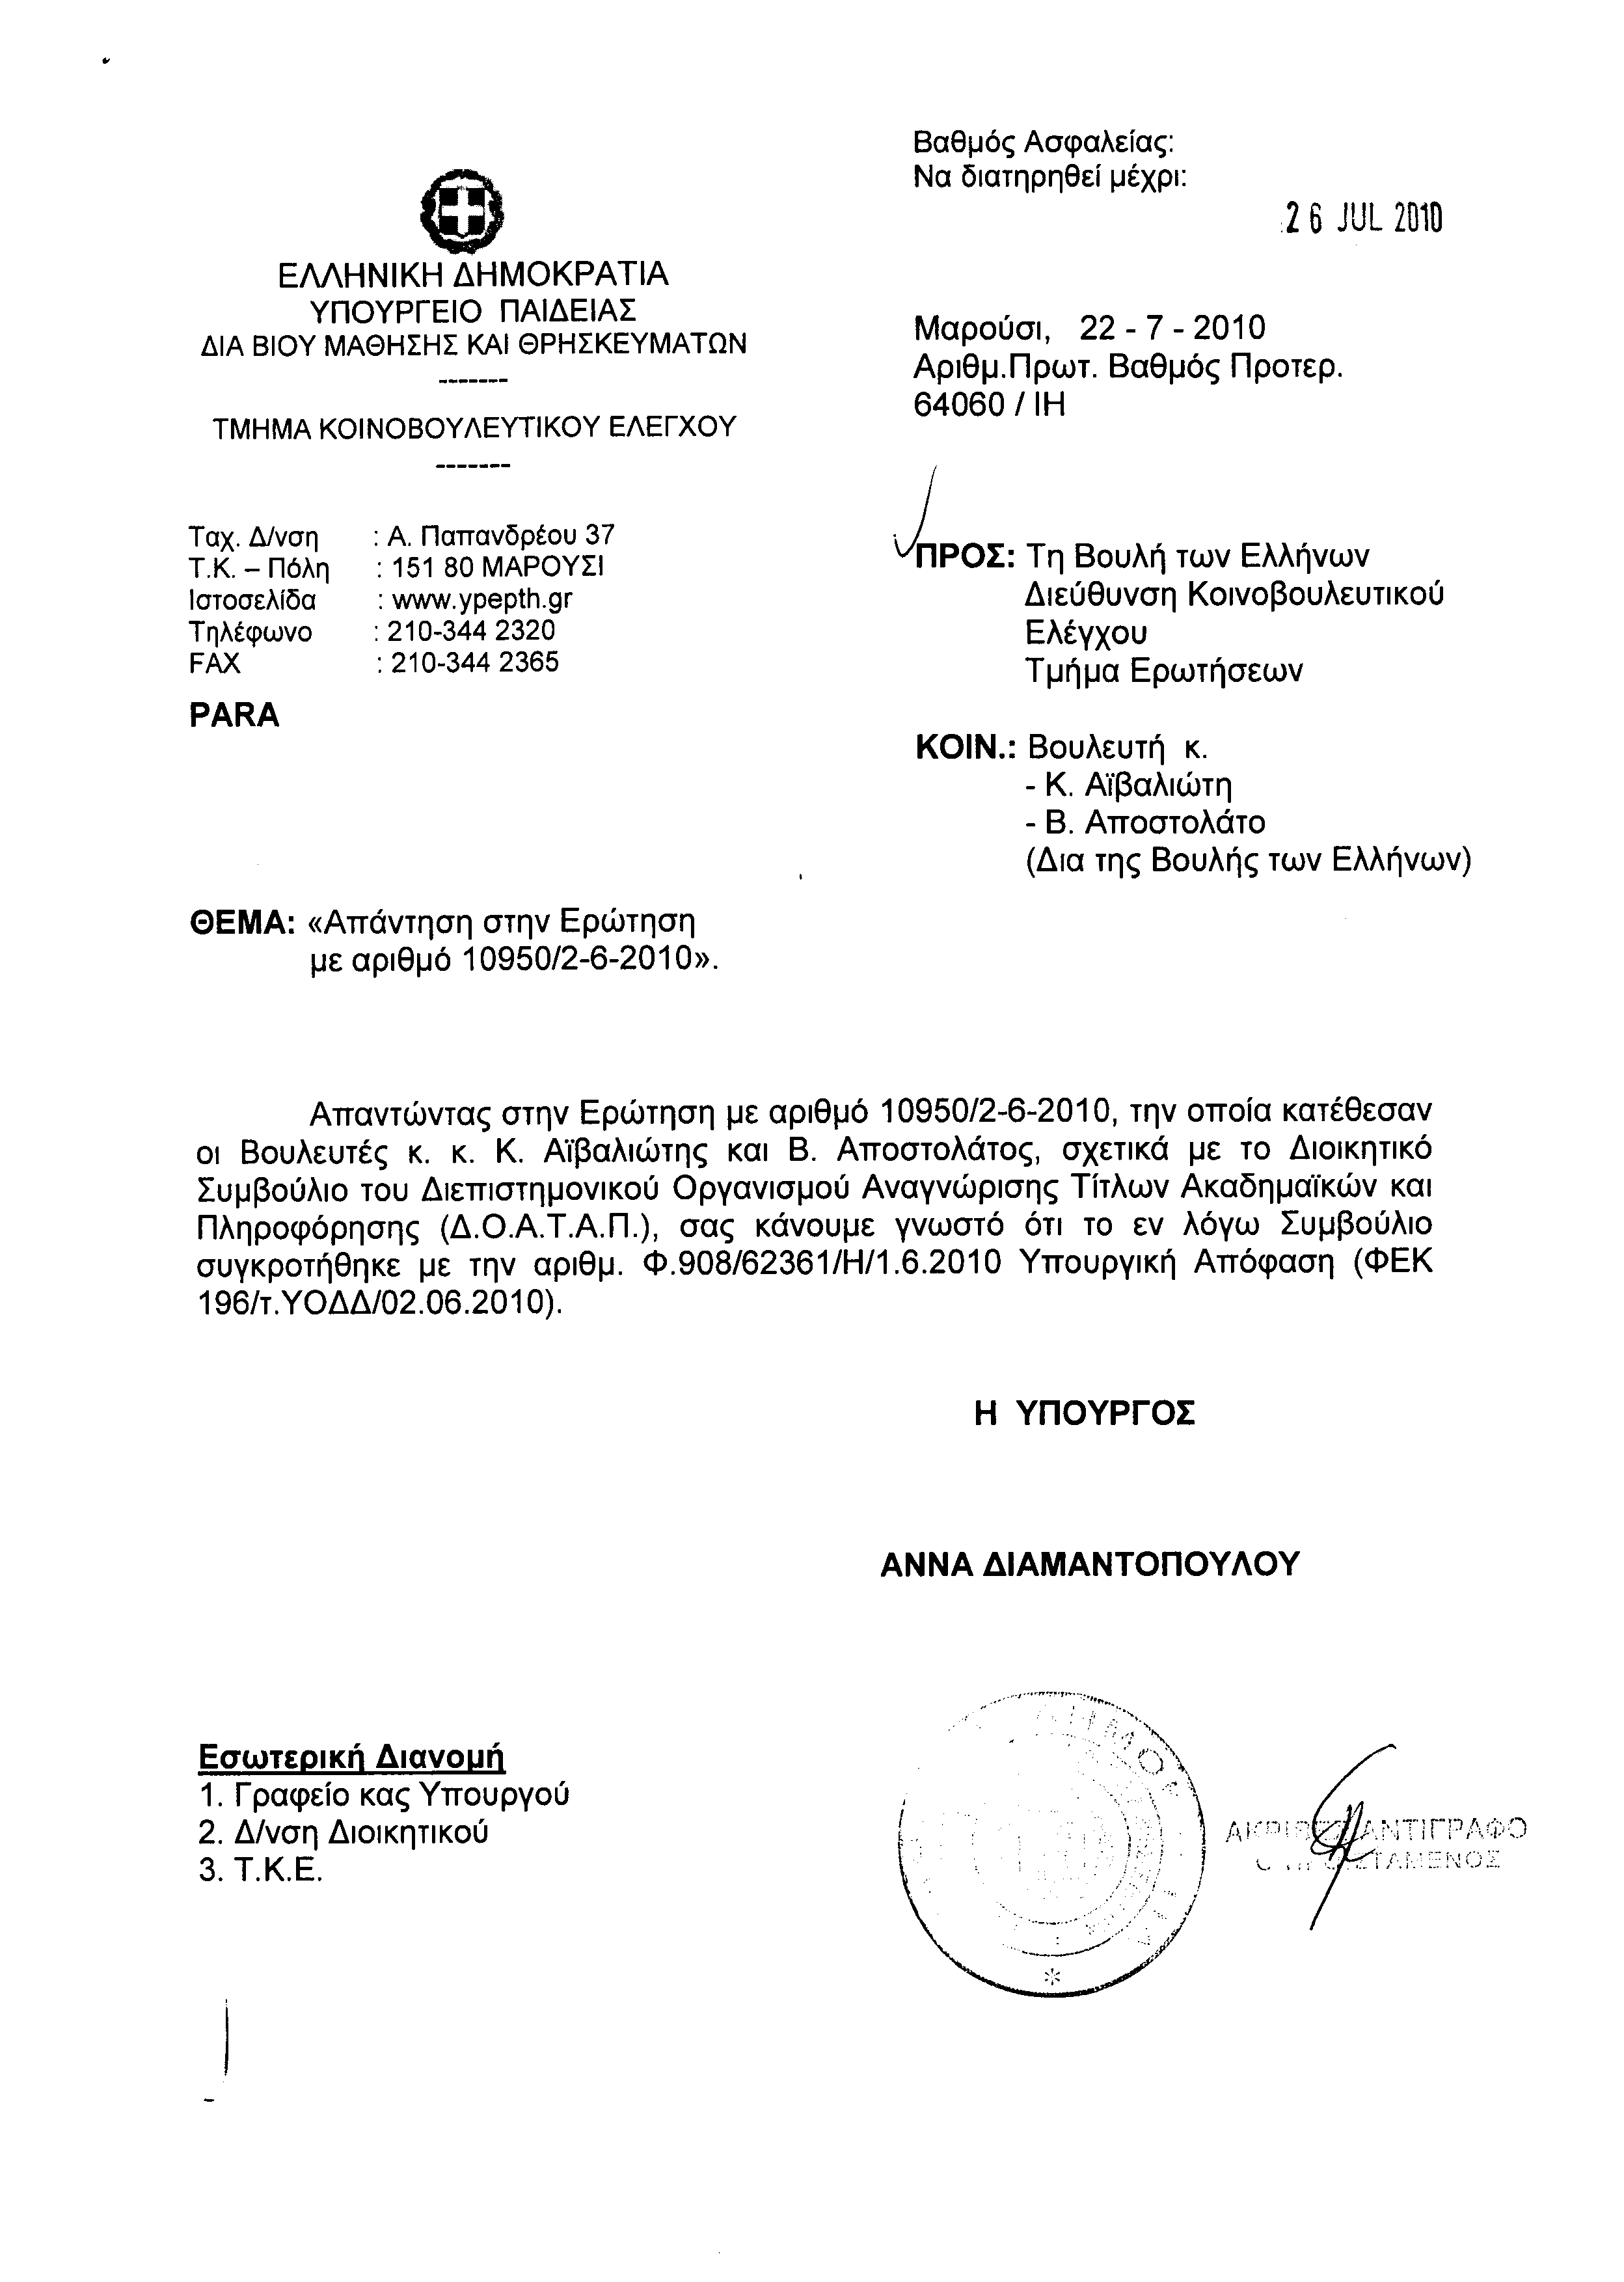 Βαθμός Ασφαλείας:
Να διατηρηθεί μέχρι:
26 JUL 2010
ΕΛΛΗΝΙΚΗ ΔΗΜΟΚΡΑΤΙΑ
ΥΠΟΥΡΓΕΙΟ ΠΑΙΔΕΙΑΣ
ΔΙΑ ΒΙΟΥ ΜΑΘΗΣΗΣ ΚΑΙ ΘΡΗΣΚΕΥΜΑΤΩΝ
-------
ΤΜΗΜΑ ΚΟΙΝΟΒΟΥΛΕΥΤΙΚΟΥ ΕΛΕΓΧΟΥ
-------
Μαρούσι, 22 - 7 - 2010
Αριθμ.Πρωτ. Βαθμός Προτερ.
64060 / ΙΗ
Ταχ. Δ/νση : Α. Παπανδρέου 37
Τ.Κ. – Πόλη : 151 80 ΜΑΡΟΥΣΙ
Ιστοσελίδα : www.ypepth.gr
Τηλέφωνο : 210-344 2320
FAX : 210-344 2365
PARA
ΠΡΟΣ: Τη Βουλή των Ελλήνων
Διεύθυνση Κοινοβουλευτικού
Ελέγχου
Τμήμα Ερωτήσεων
ΚΟΙΝ.: Βουλευτή κ.
- Κ. Αϊβαλιώτη
- Β. Αποστολάτο
(Δια της Βουλής των Ελλήνων)
ΘΕΜΑ: «Απάντηση στην Ερώτηση
με αριθμό 10950/2-6-2010».
Απαντώντας στην Ερώτηση με αριθμό 10950/2-6-2010, την οποία κατέθεσαν
οι Βουλευτές κ. κ. Κ. Αϊβαλιώτης και Β. Αποστολάτος, σχετικά με το Διοικητικό
Συμβούλιο του Διεπιστημονικού Οργανισμού Αναγνώρισης Τίτλων Ακαδημαϊκών και
Πληροφόρησης (Δ.Ο.Α.Τ.Α.Π.), σας κάνουμε γνωστό ότι το εν λόγω Συμβούλιο
συγκροτήθηκε με την αριθμ. Φ.908/62361/Η/1.6.2010 Υπουργική Απόφαση (ΦΕΚ
196/τ.ΥΟΔΔ/02.06.2010).
Η ΥΠΟΥΡΓΟΣ
ΑΝΝΑ ΔΙΑΜΑΝΤΟΠΟΥΛΟΥ
Εσωτερική Διανομή
1. Γραφείο κας Υπουργού
2. Δ/νση Διοικητικού
3. Τ.Κ.Ε.
ΑΝΤΙΓΡΑΦΟ